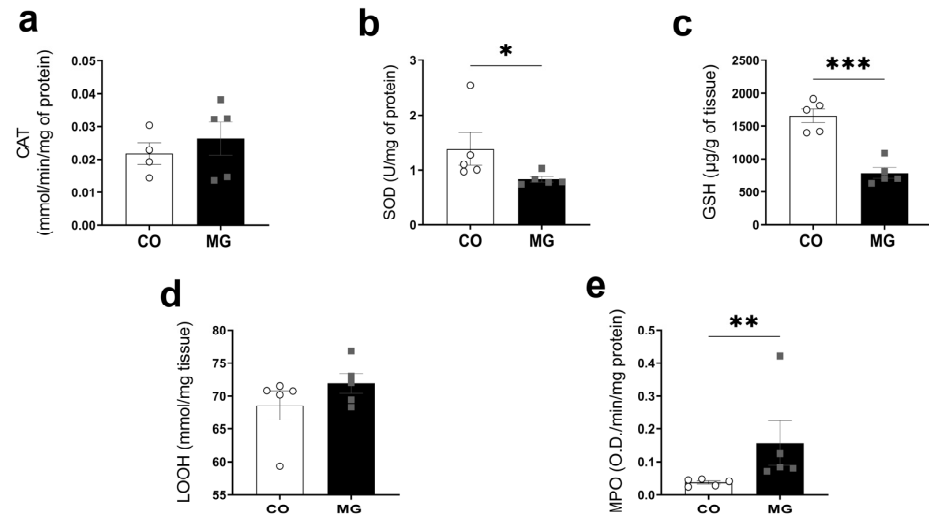 a
CAT
(mmol/min/mg of protein)
0.05
0.04
0.03
0.02
0.01
0.00
CO MG
b
SOD (U/mg of protein)
*
3
2
1
0
CO MG
c
GSH (µg/g of tissue)
***
2500
2000
1500
1000
500
0
CO MG
d
LOOH (mmol/mg tissue)
80
75
70
65
60
55
CO MG
e
MPO (O.D./min/mg protein)
**
0.5
0.4
0.3
0.2
0.1
0.0
CO MG